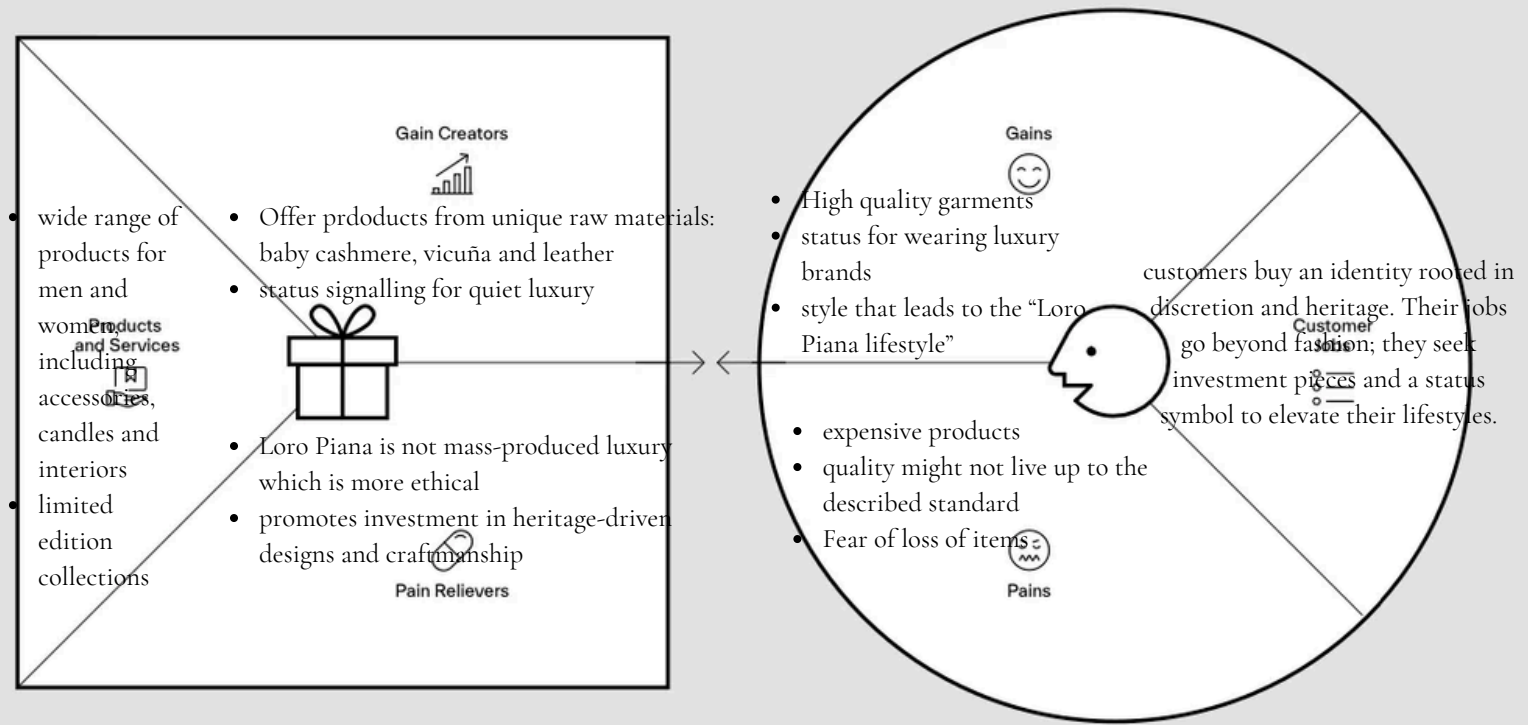 Gain Creators
• Offer prdoducts from unique raw materials:
baby cashmere, vicuña and leather
• status signalling for quiet luxury
• wide range of
products for
men and
women,
including
accessories,
candles and
interiors
• limited
edition
collections
Products
and Services
• Loro Piana is not mass-produced luxury
which is more ethical
• promotes investment in heritage-driven
designs and craftmanship
Pain Relievers
Gains
• High quality garments
• status for wearing luxury
brands
• style that leads to the “Loro
Piana lifestyle”
customers buy an identity rooted in
discretion and heritage. Their jobs
go beyond fashion; they seek
investment pieces and a status
symbol to elevate their lifestyles.
Customer
Jobs
• expensive products
• quality might not live up to the
described standard
• Fear of loss of items
Pains